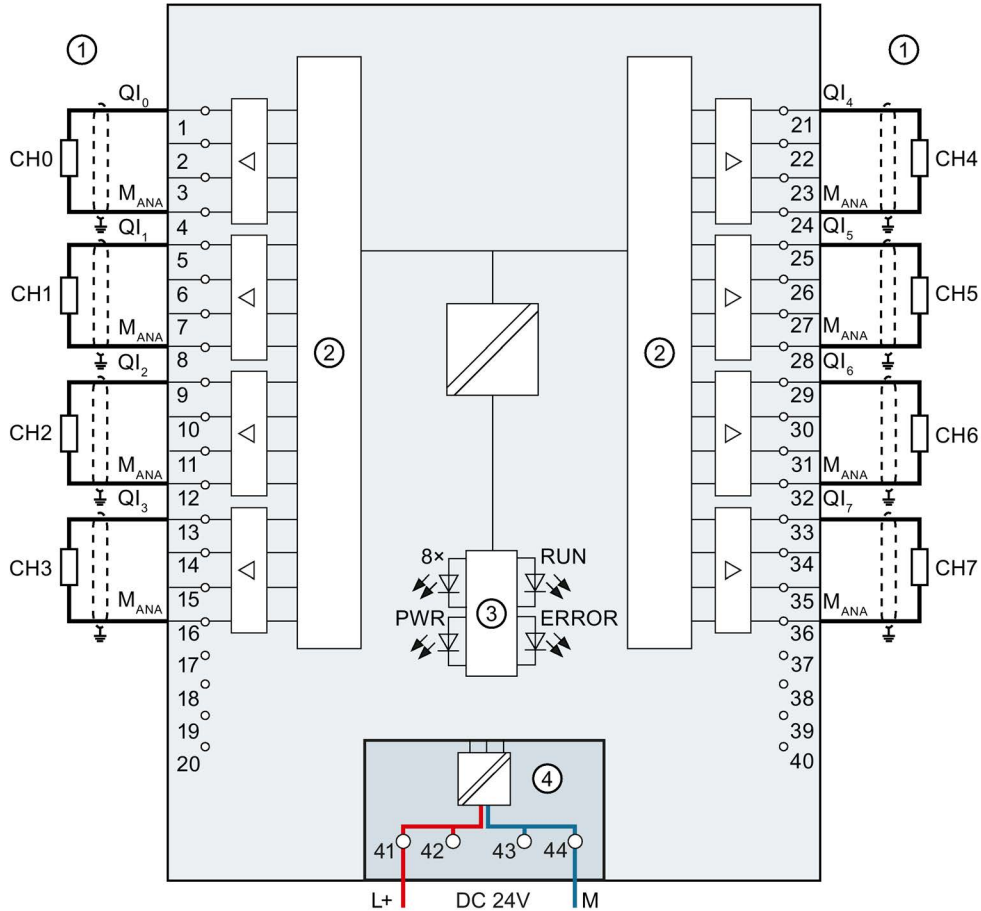 ① ①
QI0 QI4
1 21
CH0 2 22 CH4
MANA 3 23 MANA
QI1 4 24 QI5
5 25
CH1 6 26 CH5
MANA 7 27 MANA
QI2 8 ② ② 28 QI6
9 29
CH2 10 30 CH6
MANA 11 31 MANA
QI3 12 32 QI7
13 33
8× RUN
CH3 14 34 CH7
MANA 15 35 MANA
PWR ③ ERROR
16 36
17 37
18 38
19 39
20 40
④
41 42 43 44
L+ DC 24V M